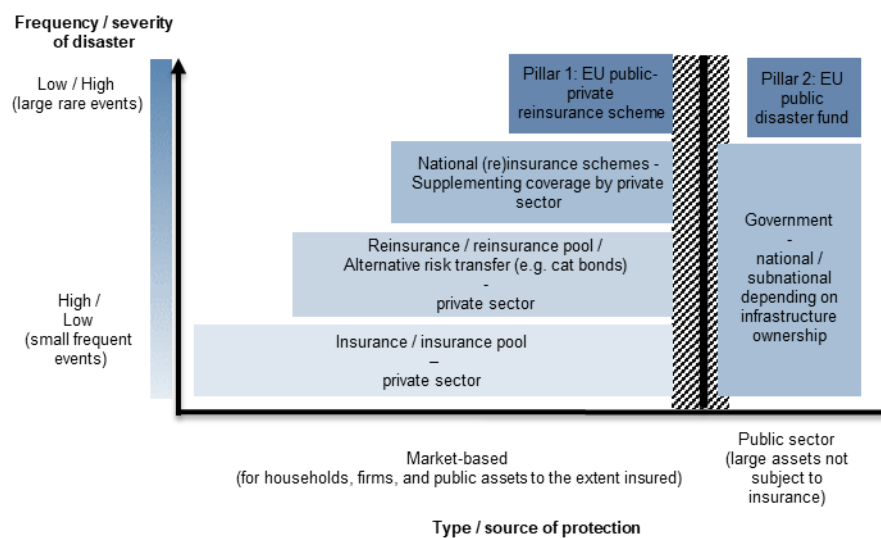 Frequency / severity
of disaster
Low / High
(large rare events)
High /
Low
(small frequent
events)
Pillar 1: EU public-
private
reinsurance scheme
Pillar 2: EU
public
disaster fund
National (re)insurance schemes -
Supplementing coverage by private
sector
Reinsurance / reinsurance pool /
Alternative risk transfer (e.g. cat bonds)
-
private sector
Insurance / insurance pool
–
private sector
Government
-
national /
subnational
depending on
infrastructure
ownership
Market-based
(for households, firms, and public assets to the extent insured)
Public sector
(large assets not
subject to
insurance)
Type / source of protection